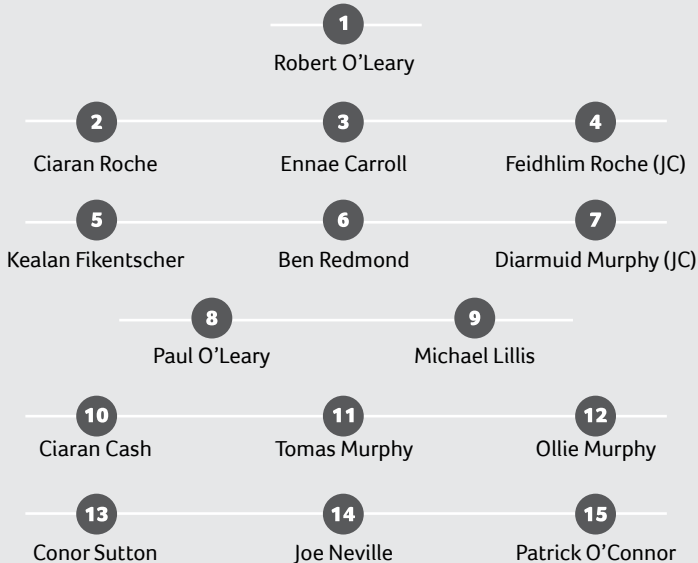 1
Robert O’Leary
2 3 4
Ciaran Roche Ennae Carroll Feidhlim Roche (JC)
5 6 7
Kealan Fikentscher Ben Redmond Diarmuid Murphy (JC)
8 9
Paul O’Leary Michael Lillis
10 11 12
Ciaran Cash Tomas Murphy Ollie Murphy
13 14 15
Conor Sutton Joe Neville Patrick O’Connor